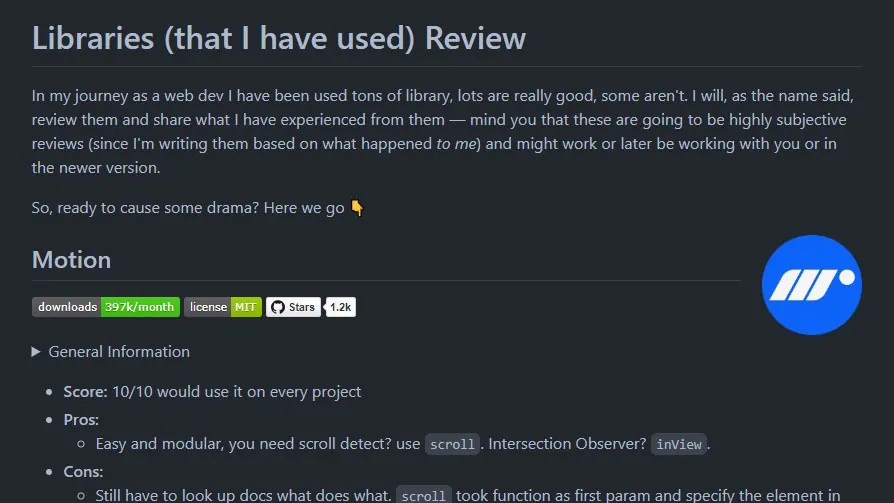 Libraries (that I have used) Review
In my journey as a web dev I have been used tons of library, lots are really good, some aren't. I will, as the name said,
review them and share what I have experienced from them — mind you that these are going to be highly subjective
reviews (since I'm writing them based on what happened to me) and might work or later be working with you or in
the newer version.
So, ready to cause some drama? Here we go 👇
Motion
downloads 397k/month license MIT Stars 1.2k
General Information
Score: 10/10 would use it on every project
Pros:
Easy and modular, you need scroll detect? use scroll. Intersection Observer? inView.
Cons:
Still have to look up docs what does what. scroll took function as first param and specify the element in